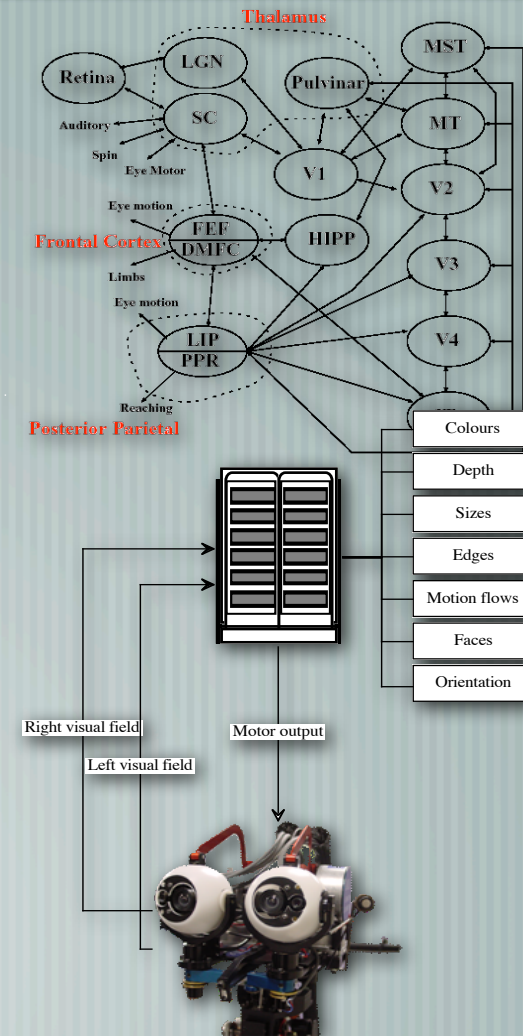 Thalamus
MST
LGN
Retina
Pulvinar
SC
MT
Auditory
Spin
Eye Motor
V1
V2
Eye motion
FEF
Frontal Cortex
DMFC
HIPP
V3
Limbs
Eye motion
LIP
V4
PPR
Reaching
Posterior Parietal
Colours
Depth
Sizes
Edges
Motion flows
Faces
Orientation
Right visual field
Motor output
Left visual field